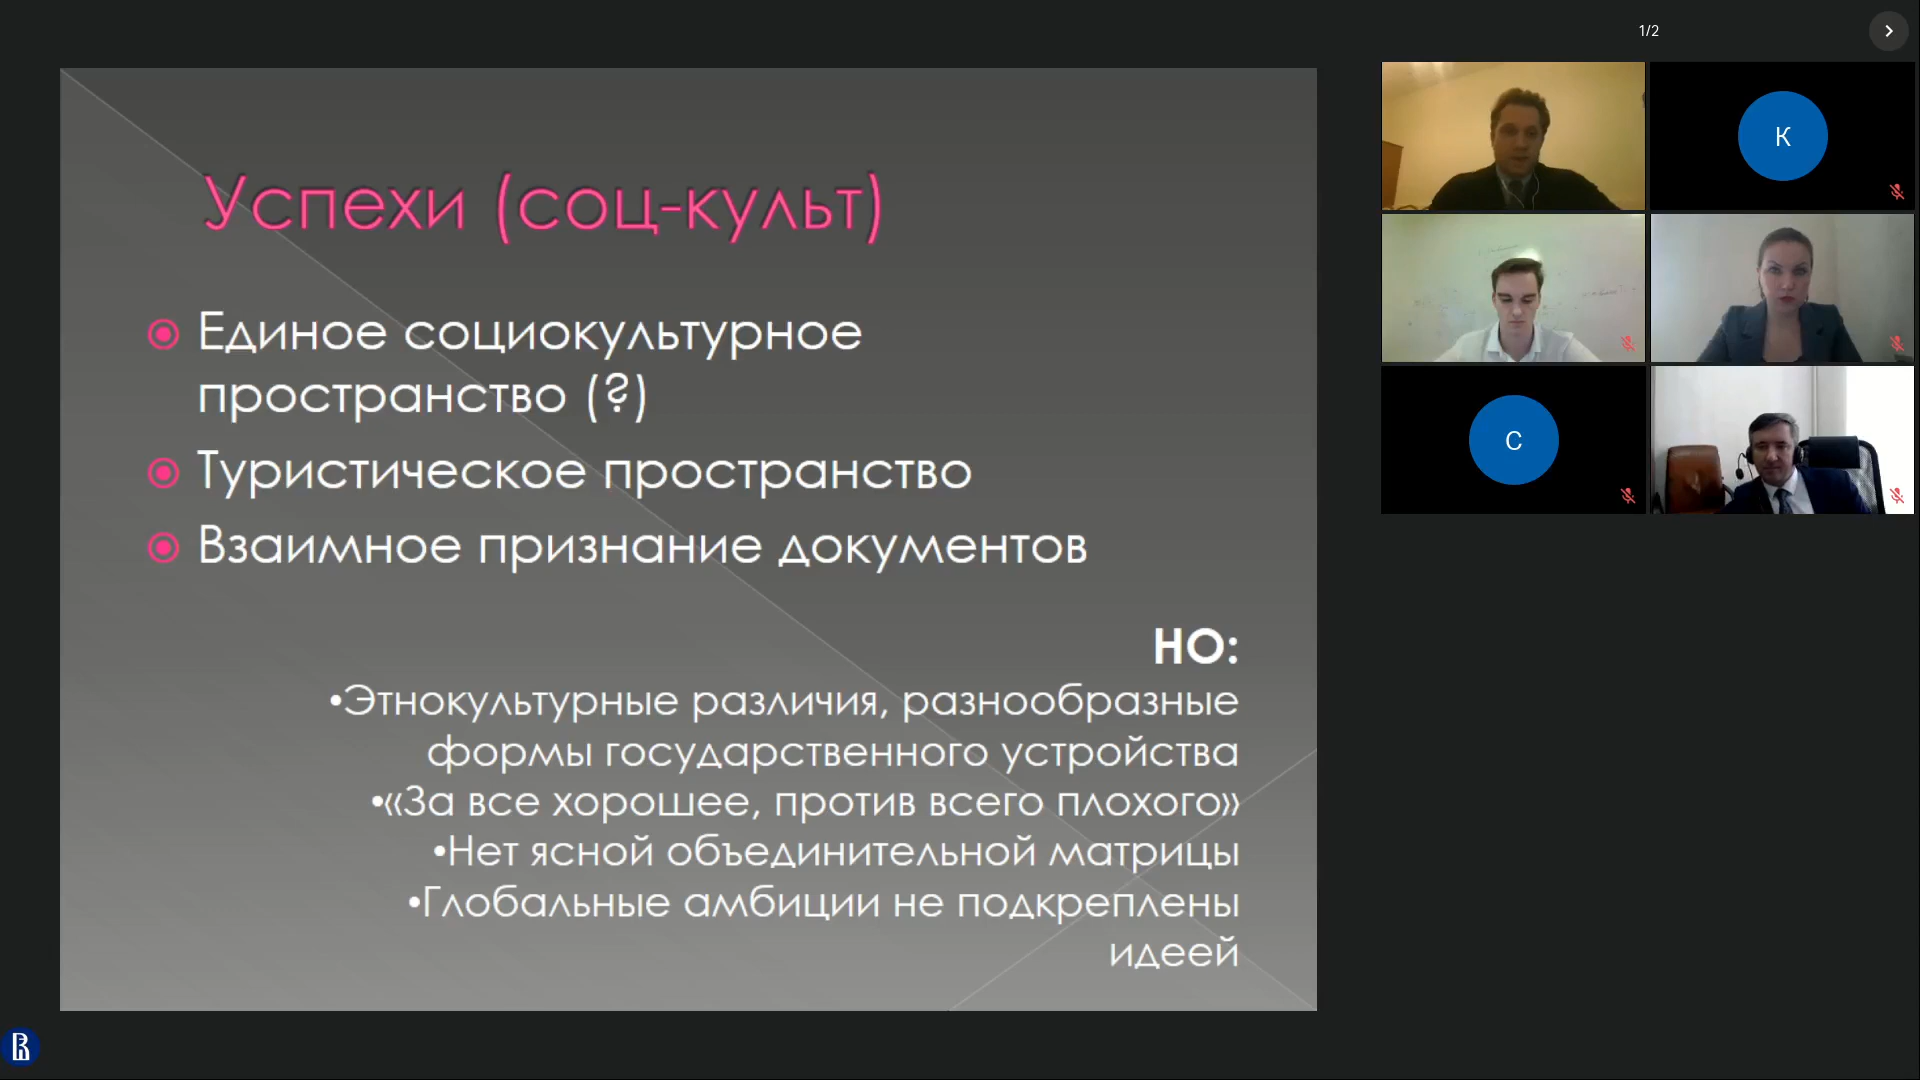 1/2
Успехи (соц-культ)
Единое социокультурное
пространство (?)
Туристическое пространство
Взаимное признание документов
НО:
•Этнокультурные различия, разнообразные
формы государственного устройства
•«За все хорошее, против всего плохого»
•Нет ясной объединительной матрицы
•Глобальные амбиции не подкреплены
идеей
К
С